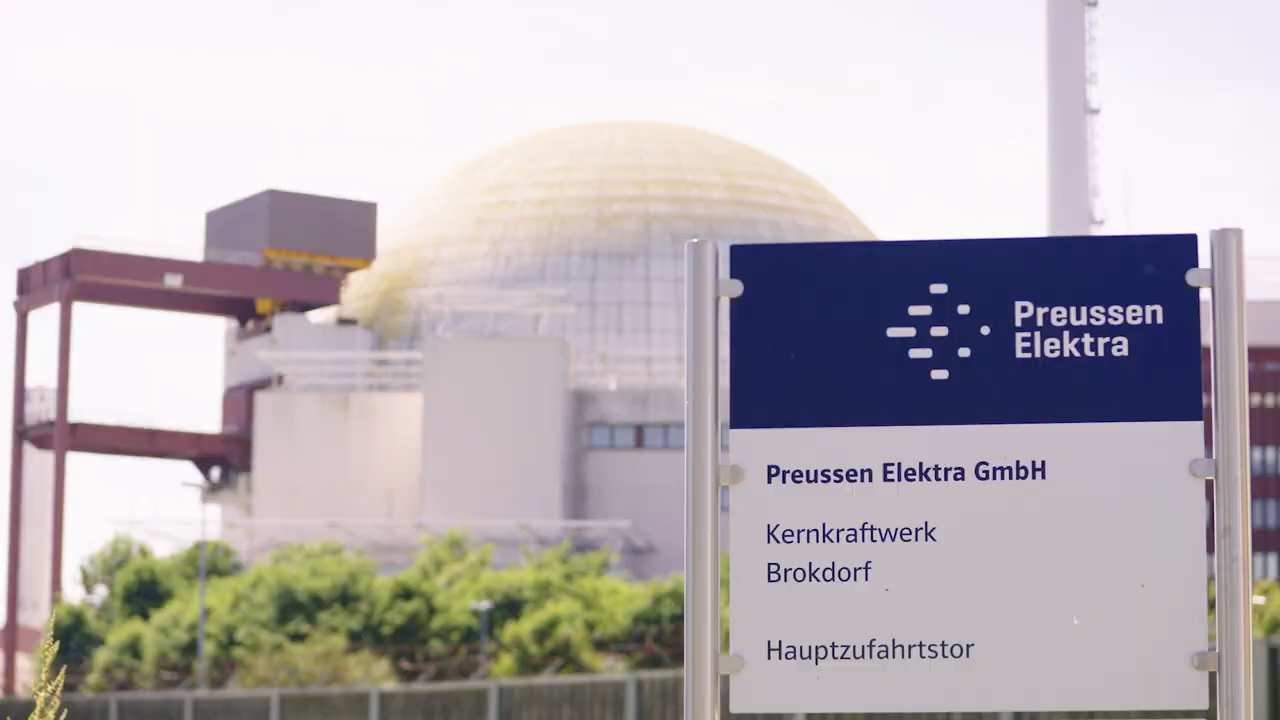 Preussen
Elektra
Preussen Elektra GmbH
Kernkraftwerk
Brokdorf
Hauptzufahrtstor